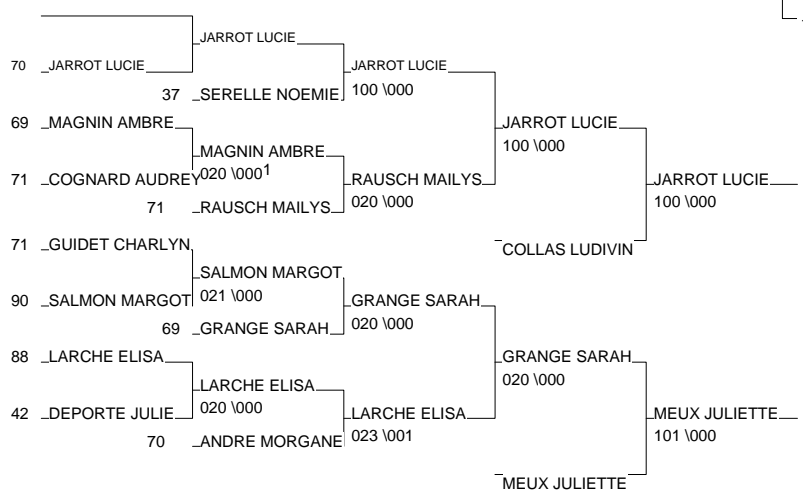 JARROT LUCIE
70 JARROT LUCIE JARROT LUCIE
37 SERELLE NOEMIE 100 \000
69 MAGNIN AMBRE JARROT LUCIE
100 \000
MAGNIN AMBRE
020 \0001
71 COGNARD AUDREY RAUSCH MAILYS JARROT LUCIE
020 \000 100 \000
71 RAUSCH MAILYS
71 GUIDET CHARLYN COLLAS LUDIVIN
SALMON MARGOT
021 \000
90 SALMON MARGOT GRANGE SARAH
020 \000
69 GRANGE SARAH
88 LARCHE ELISA GRANGE SARAH
020 \000
LARCHE ELISA
020 \000
42 DEPORTE JULIE LARCHE ELISA MEUX JULIETTE
023 \001 101 \000
70 ANDRE MORGANE
MEUX JULIETTE